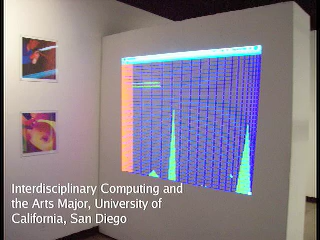 Interdisciplinary Computing and
the Arts Major, University of
California, San Diego